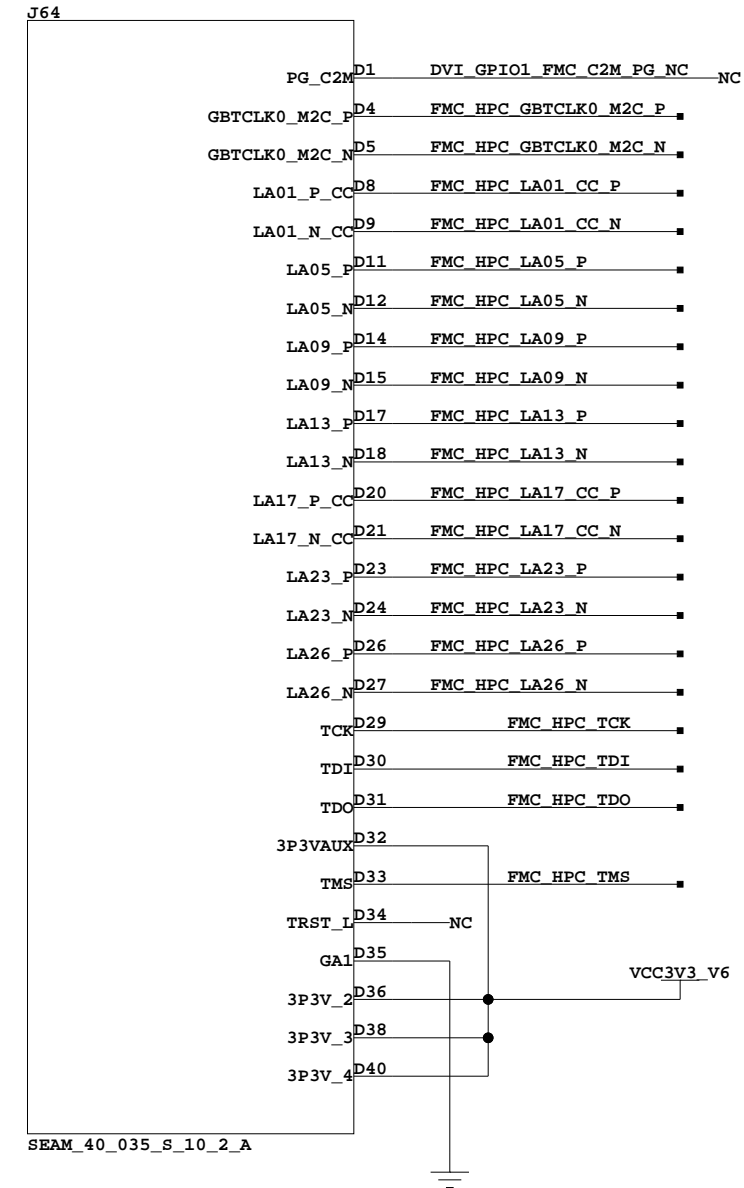 J64
PG_C2M D1 DVI_GPIO1_FMC_C2M_PG_NC NC
GBTCLK0_M2C_P D4 FMC_HPC_GBTCLK0_M2C_P
GBTCLK0_M2C_N D5 FMC_HPC_GBTCLK0_M2C_N
LA01_P_CC D8 FMC_HPC_LA01_CC_P
LA01_N_CC D9 FMC_HPC_LA01_CC_N
LA05_P D11 FMC_HPC_LA05_P
LA05_N D12 FMC_HPC_LA05_N
LA09_P D14 FMC_HPC_LA09_P
LA09_N D15 FMC_HPC_LA09_N
LA13_P D17 FMC_HPC_LA13_P
LA13_N D18 FMC_HPC_LA13_N
LA17_P_CC D20 FMC_HPC_LA17_CC_P
LA17_N_CC D21 FMC_HPC_LA17_CC_N
LA23_P D23 FMC_HPC_LA23_P
LA23_N D24 FMC_HPC_LA23_N
LA26_P D26 FMC_HPC_LA26_P
LA26_N D27 FMC_HPC_LA26_N
TCK D29 FMC_HPC_TCK
TDI D30 FMC_HPC_TDI
TDO D31 FMC_HPC_TDO
3P3VAUX D32
TMS D33 FMC_HPC_TMS
TRST_L D34 NC
GA1 D35
VCC3V3_V6
3P3V_2 D36
3P3V_3 D38
3P3V_4 D40
SEAM_40_035_S_10_2_A